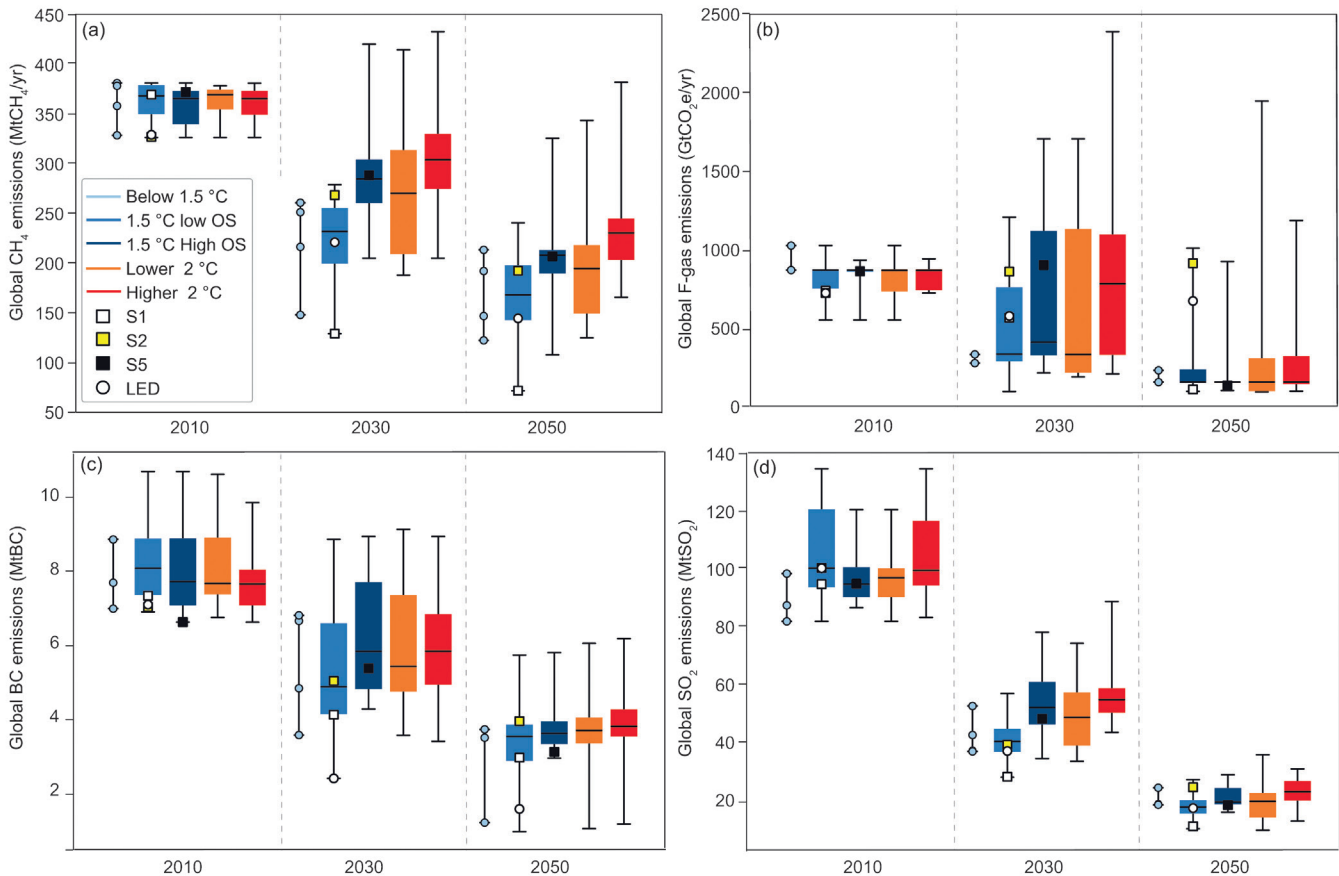 (a)
Global CH₄ emissions (MtCH₄/yr)
450
400
350
300
250
200
150
100
50
Below 1.5 °C
1.5 °C low OS
1.5 °C High OS
Lower 2 °C
Higher 2 °C
S1
S2
S5
LED
2010
2030
2050
(b)
Global F-gas emissions (GtCO₂e/yr)
2500
2000
1500
1000
500
0
2010
2030
2050
(c)
Global BC emissions (MtBC)
10
8
6
4
2
2010
2030
2050
(d)
Global SO₂ emissions (MtSO₂)
140
120
100
80
60
40
20
2010
2030
2050